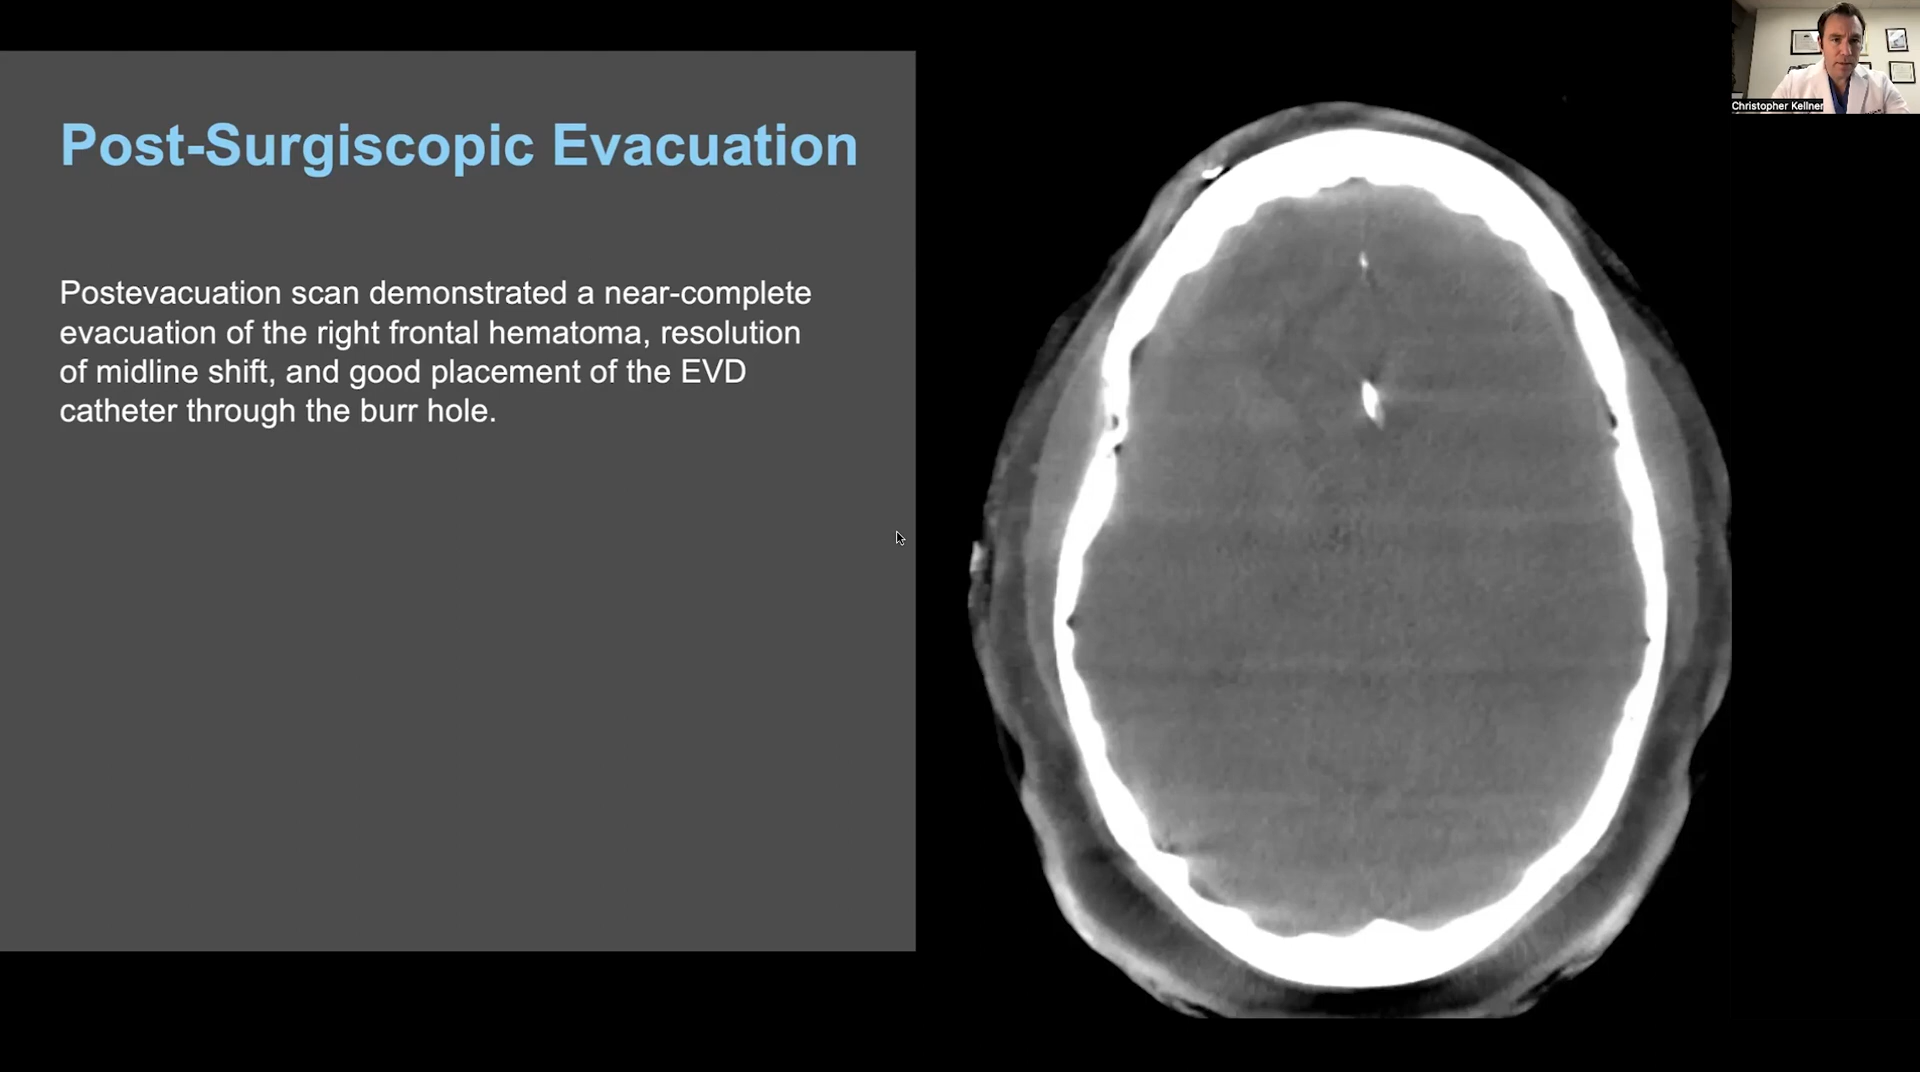 Post-Surgiscopic Evacuation
Postevacuation scan demonstrated a near-complete
evacuation of the right frontal hematoma, resolution
of midline shift, and good placement of the EVD
catheter through the burr hole.
Christopher Kellner